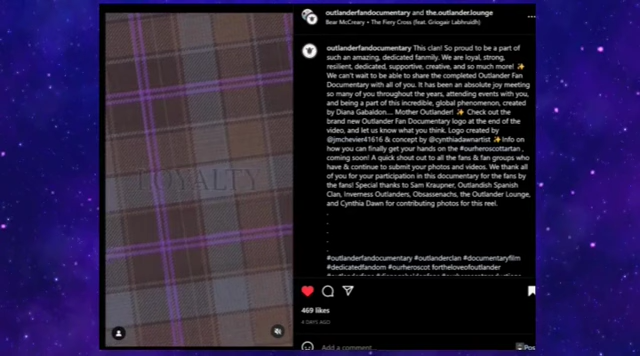 LOYALTY
outlanderfandocumentary and the.outlander.lounge
Bear McCreary • The Fiery Cross (feat. Griogair Labhruidh)
outlanderfandocumentary This clan! So proud to be a part of
such an amazing, dedicated fanmily. We are loyal, strong,
resilient, dedicated, supportive, creative, and so much more! ✨
We can't wait to be able to share the completed Outlander Fan
Documentary with all of you. It has been an absolute joy meeting
so many of you throughout the years, attending events with you,
and being a part of this incredible, global phenomenon, created
by Diana Gabaldon.... Mother Outlander! ✨ Check out the
brand new Outlander Fan Documentary logo at the end of the
video, and let us know what you think. Logo created by
@jmchevier41616 & concept by @cynthiadawnartist ✨Info on
how you can finally get your hands on the #ourheroscottartan ,
coming soon! A quick shout out to all the fans & fan groups who
have & continue to submit your photos and videos. We thank all
of you for your participation in this documentary for the fans by
the fans! Special thanks to Sam Kraupner, Outlandish Spanish
Clan, Inverness Outlanders, Obsassenachs, the Outlander Lounge,
and Cynthia Dawn for contributing photos for this reel.
.
.
.
.
.
#outlanderfandocumentary #outlanderclan #documentaryfilm
#dedicatedfandom #ourheroscot fortheloveofoutlander
469 likes
4 DAYS AGO
Add a comment...
Pos